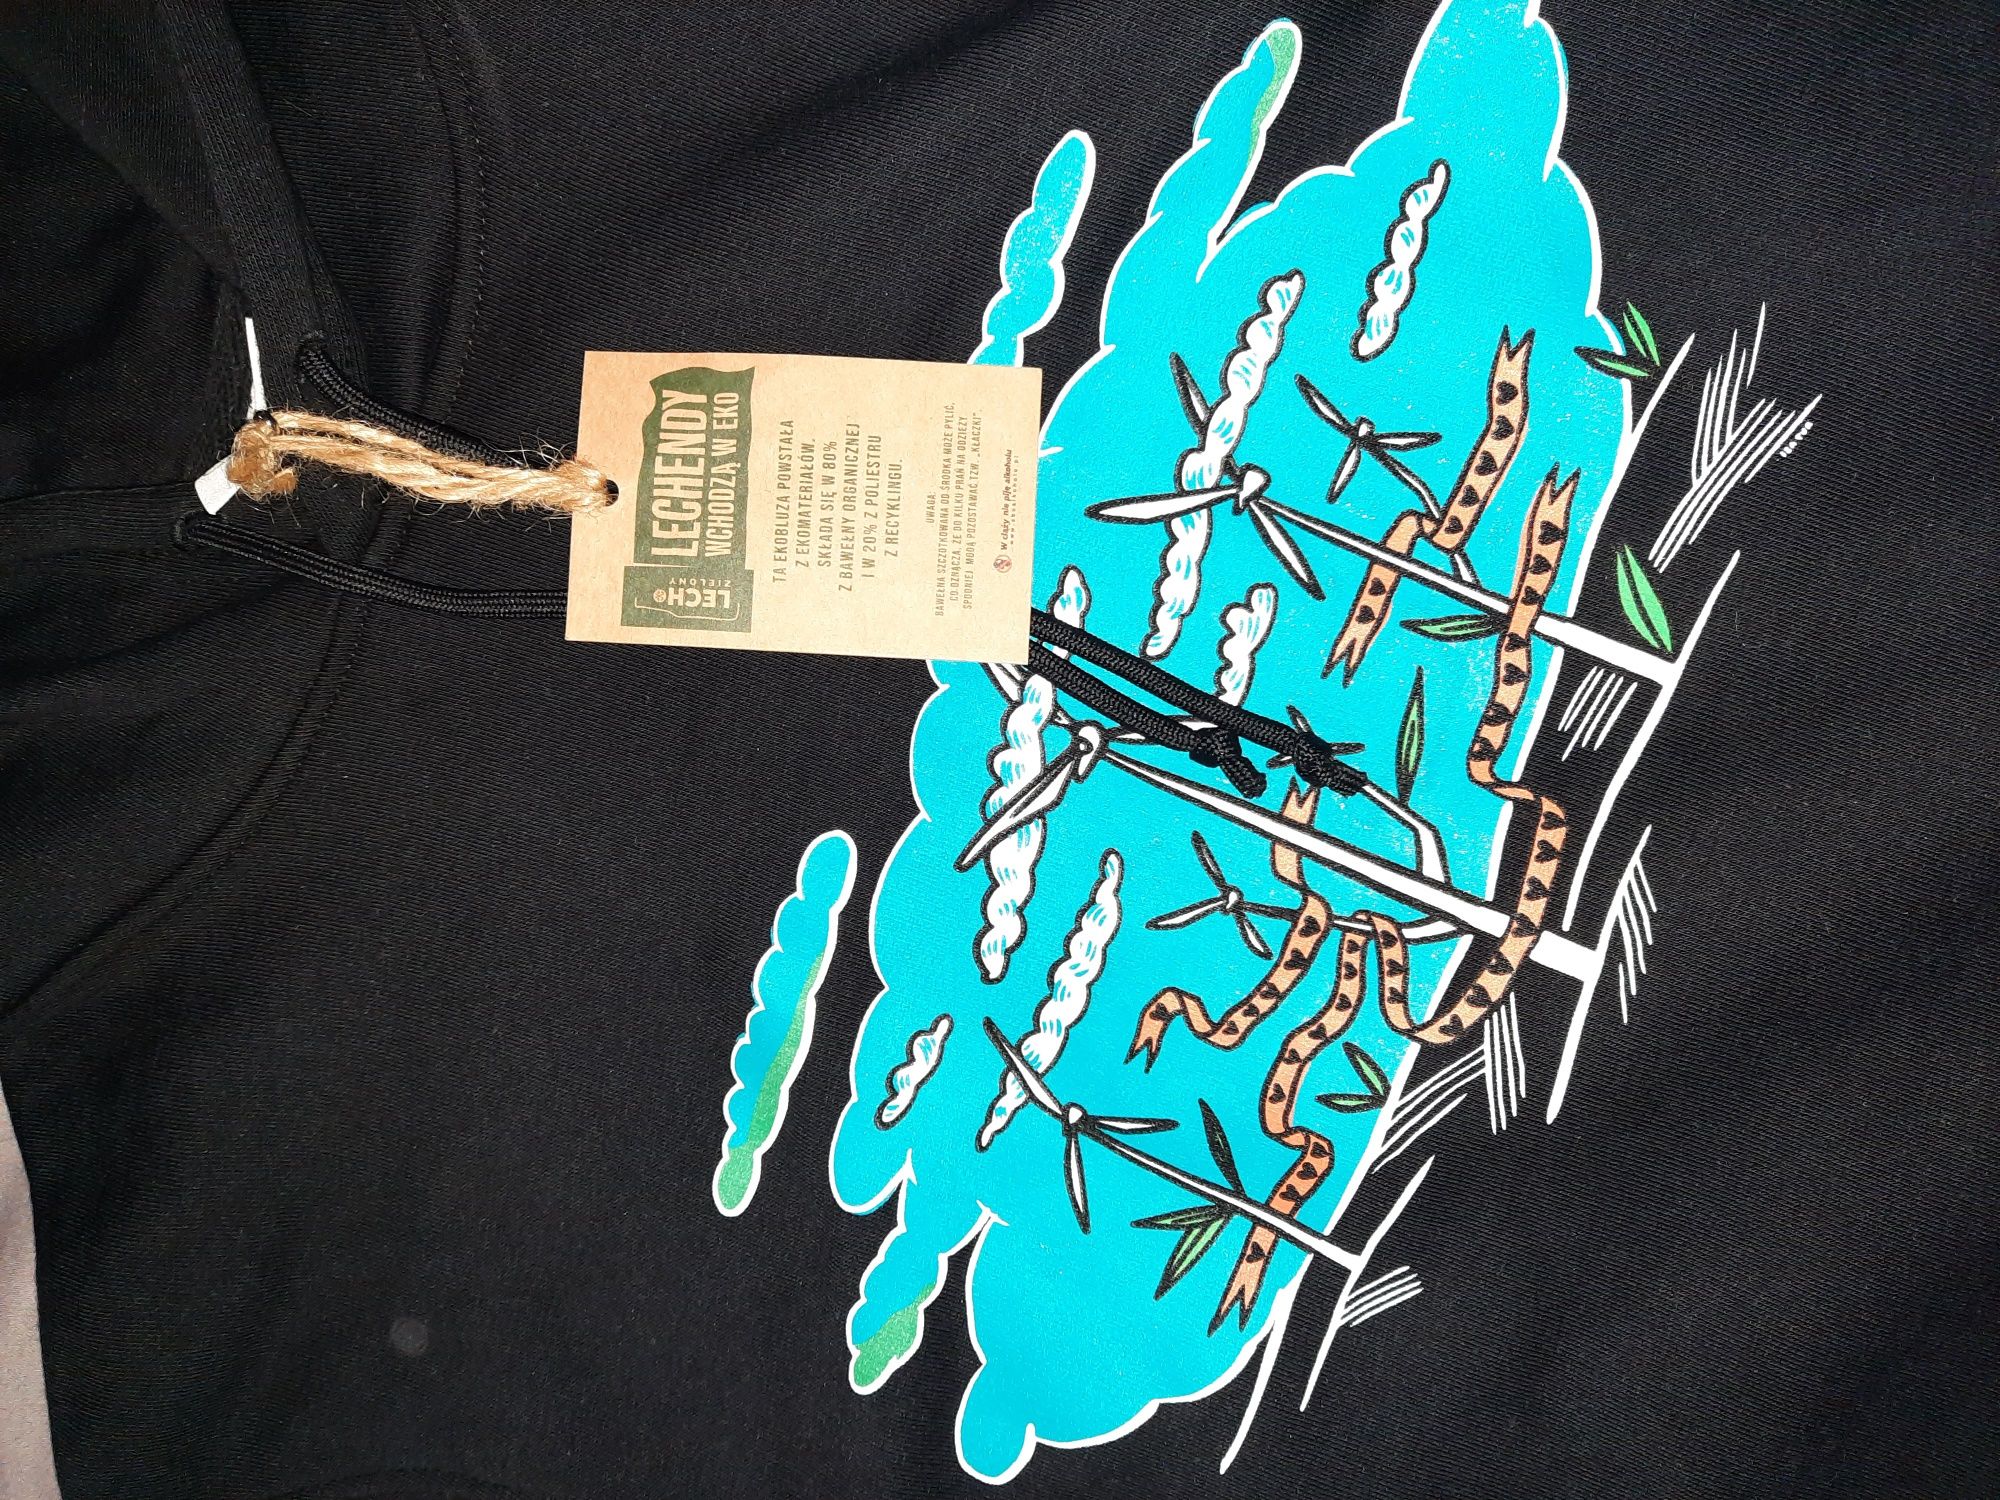 LECH
ZIELONY
LECHENDY
WCHODZĄ W EKO
TA EKOBLUZA POWSTAŁA
Z EKOMATERIAŁÓW.
SKŁADA SIĘ W 80%
Z BAWEŁNY ORGANICZNEJ
I W 20% Z POLIESTRU
Z RECYKLINGU.
UWAGA:
BAWEŁNA SZCZOTKOWANA OD ŚRODKA MOŻE PYLIĆ,
CO OZNACZA, ŻE DO KILKU PRAŃ NA ODZIEŻY
SPODNIEJ MOGĄ POZOSTAWAĆ TZW. „KŁACZKI".
W ciąży nie piję alkoholu